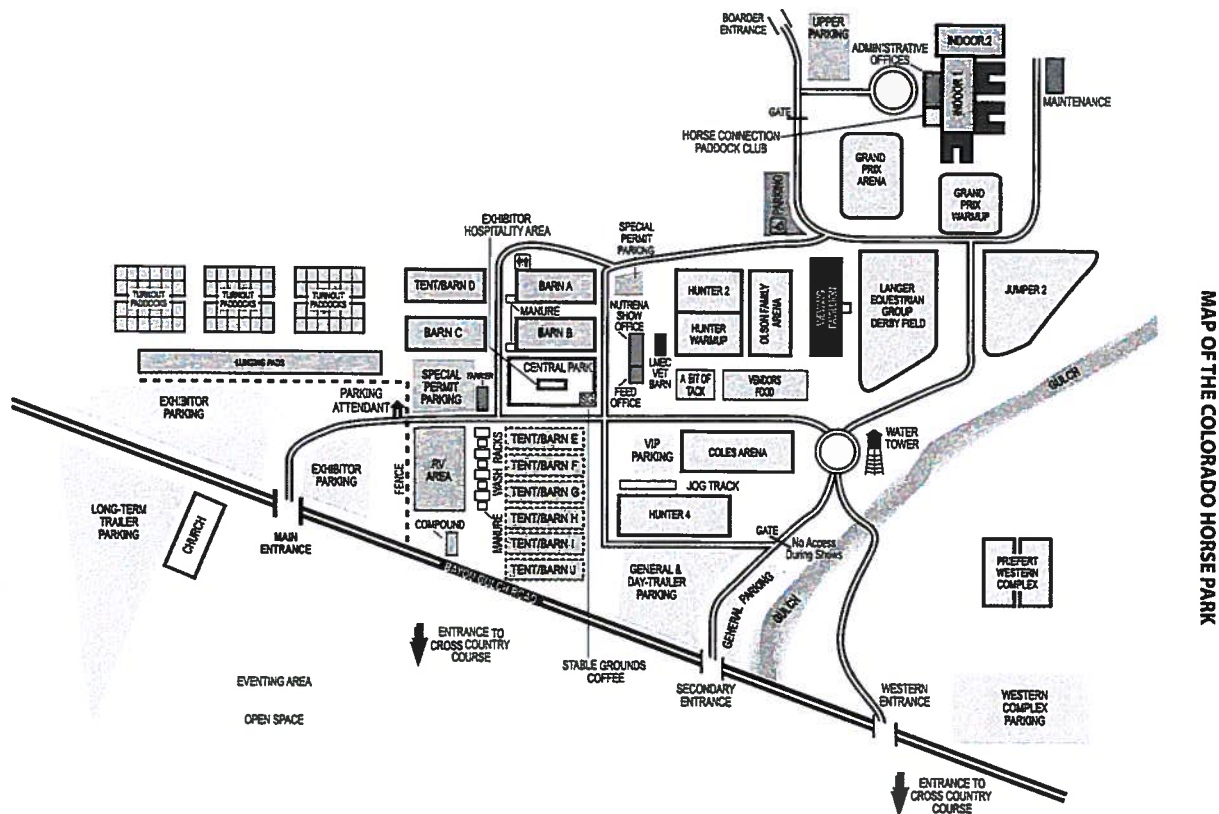 BOARDER
ENTRANCE
UPPER
PARKING
INDOOR 2
ADMINISTRATIVE
OFFICES
INDOOR 1
MAINTENANCE
GATE
HORSE CONNECTION
PADDOCK CLUB
GRAND
PRIX
ARENA
GRAND
PRIX
WARMUP
PARKING
EXHIBITOR
HOSPITALITY AREA
SPECIAL
PERMIT
PARKING
TURNOUT
PADDOCKS
TURNOUT
PADDOCKS
TURNOUT
PADDOCKS
TENT/BARN D
BARN A
MANURE
BARN C
BARN B
NUTRENA
SHOW
OFFICE
HUNTER 2
HUNTER
WARMUP
OLSON FAMILY
ARENA
VIEWING
PAVILION
LANGER
EQUESTRIAN
GROUP
DERBY FIELD
JUMPER 2
LMEC
VET
BARN
FEED
OFFICE
A BIT OF
TACK
VENDORS
FOOD
CENTRAL PARK
LUNGING PADS
EXHIBITOR
PARKING
PARKING
ATTENDANT
SPECIAL
PERMIT
PARKING
FARRIER
GULCH
MAP OF THE COLORADO HORSE PARK
EXHIBITOR
PARKING
FENCE
RV
AREA
WASH RACKS
MANURE
TENT/BARN E
TENT/BARN F
TENT/BARN G
TENT/BARN H
TENT/BARN I
TENT/BARN J
VIP
PARKING
COLES ARENA
WATER
TOWER
JOG TRACK
HUNTER 4
GATE
No Access
During Shows
LONG-TERM
TRAILER
PARKING
CHURCH
MAIN
ENTRANCE
COMPOUND
BAYOU GULCH ROAD
GENERAL &
DAY-TRAILER
PARKING
GENERAL PARKING
GULCH
PRIEFERT
WESTERN
COMPLEX
ENTRANCE TO
CROSS COUNTRY
COURSE
STABLE GROUNDS
COFFEE
SECONDARY
ENTRANCE
WESTERN
ENTRANCE
WESTERN
COMPLEX
PARKING
EVENTING AREA
OPEN SPACE
ENTRANCE TO
CROSS COUNTRY
COURSE